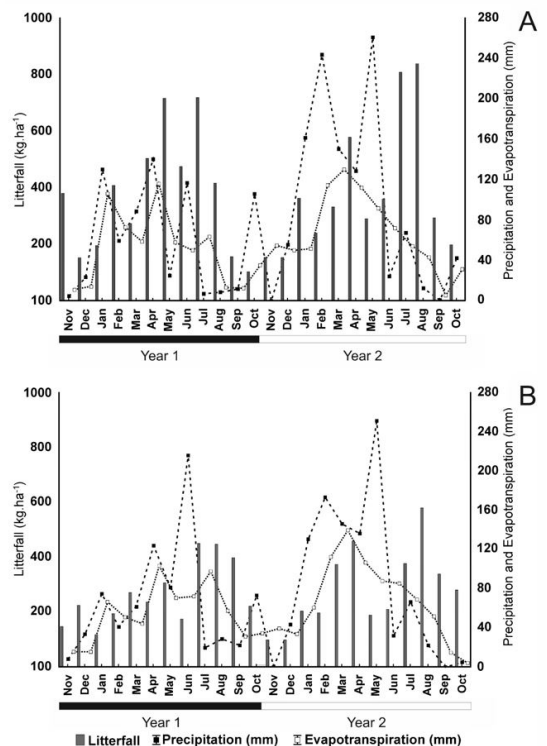 A
Litterfall (kg.ha⁻¹)
1000
800
600
400
200
100
Precipitation and Evapotranspiration (mm)
280
240
200
160
120
80
40
0
Nov Dec Jan Feb Mar Apr May Jun Jul Aug Sep Oct Nov Dec Jan Feb Mar Apr May Jun Jul Aug Sep Oct
Year 1 Year 2
B
Litterfall (kg.ha⁻¹)
1000
800
600
400
200
100
Precipitation and Evapotranspiration (mm)
280
240
200
160
120
80
40
0
Nov Dec Jan Feb Mar Apr May Jun Jul Aug Sep Oct Nov Dec Jan Feb Mar Apr May Jun Jul Aug Sep Oct
Year 1 Year 2
Litterfall Precipitation (mm) Evapotranspiration (mm)